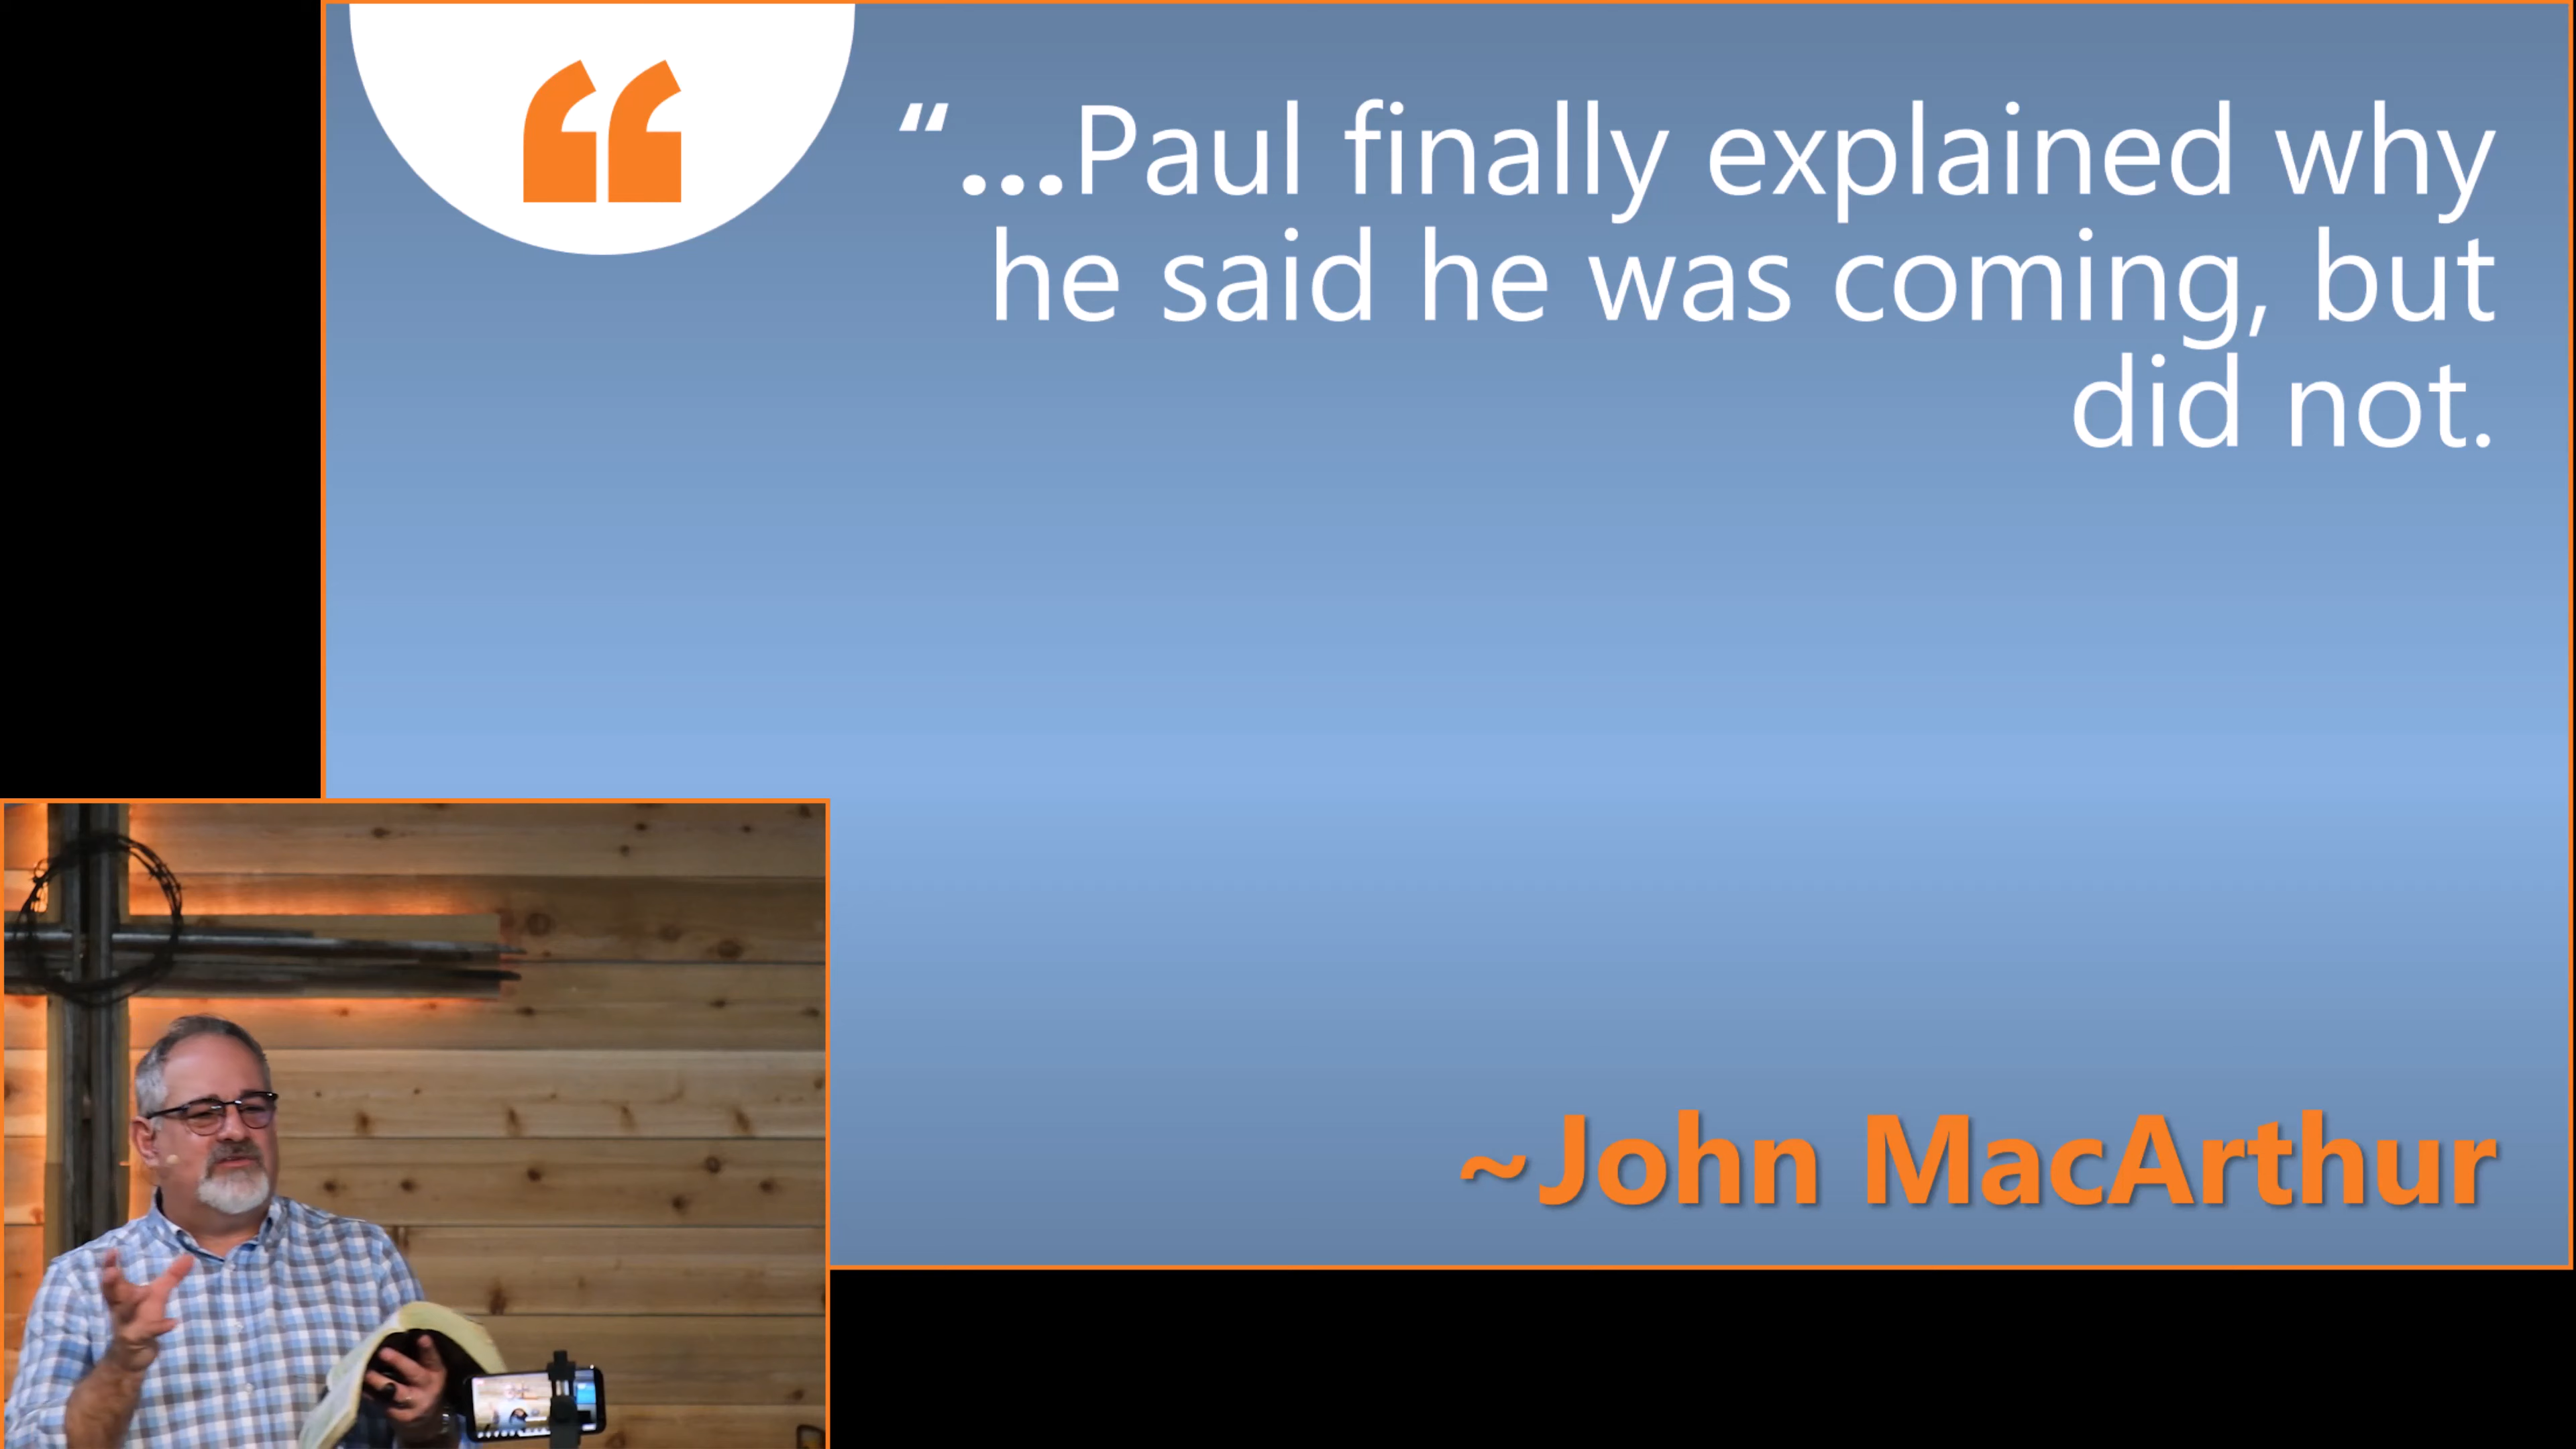 “...Paul finally explained why
he said he was coming, but
did not.
~John MacArthur